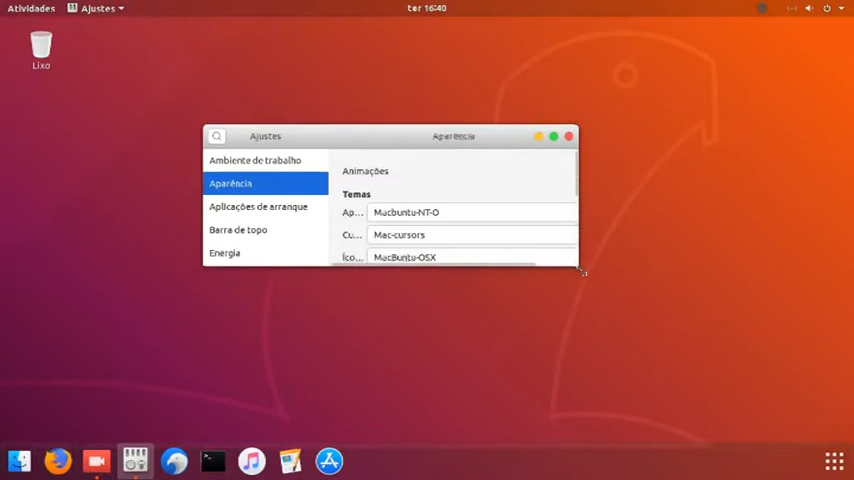 Atividades Ajustes ter 16:40
Lixo
Ajustes Aparência
Ambiente de trabalho
Aparência
Aplicações de arranque
Barra de topo
Energia
Animações
Temas
Ap... Macbuntu-NT-O
Cu... Mac-cursors
Íco... MacBuntu-OSX